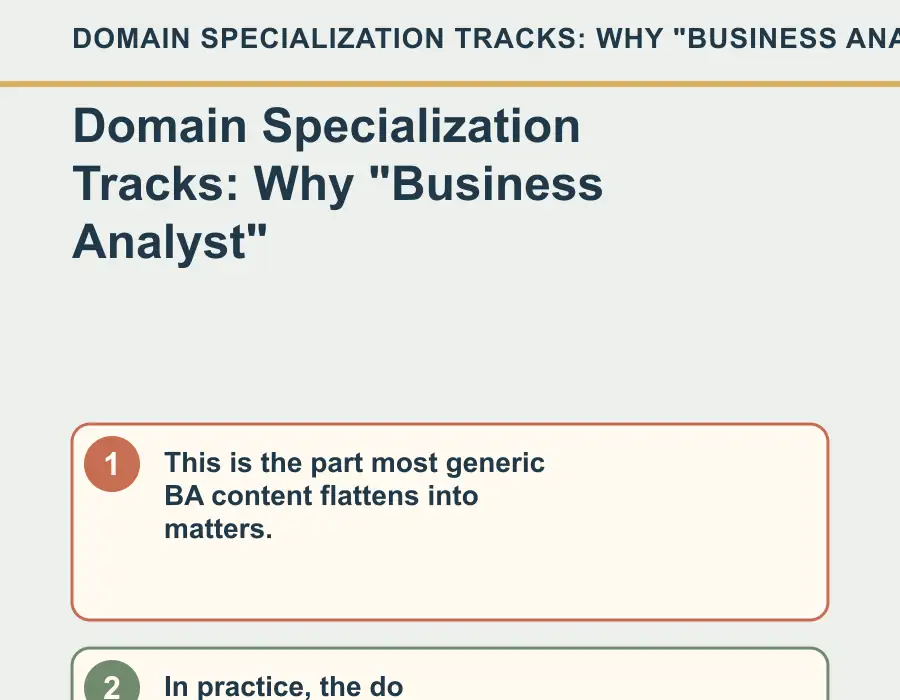 DOMAIN SPECIALIZATION TRACKS: WHY "BUSINESS ANA
Domain Specialization
Tracks: Why "Business
Analyst"
1
This is the part most generic
BA content flattens into
matters.
2
In practice, the do